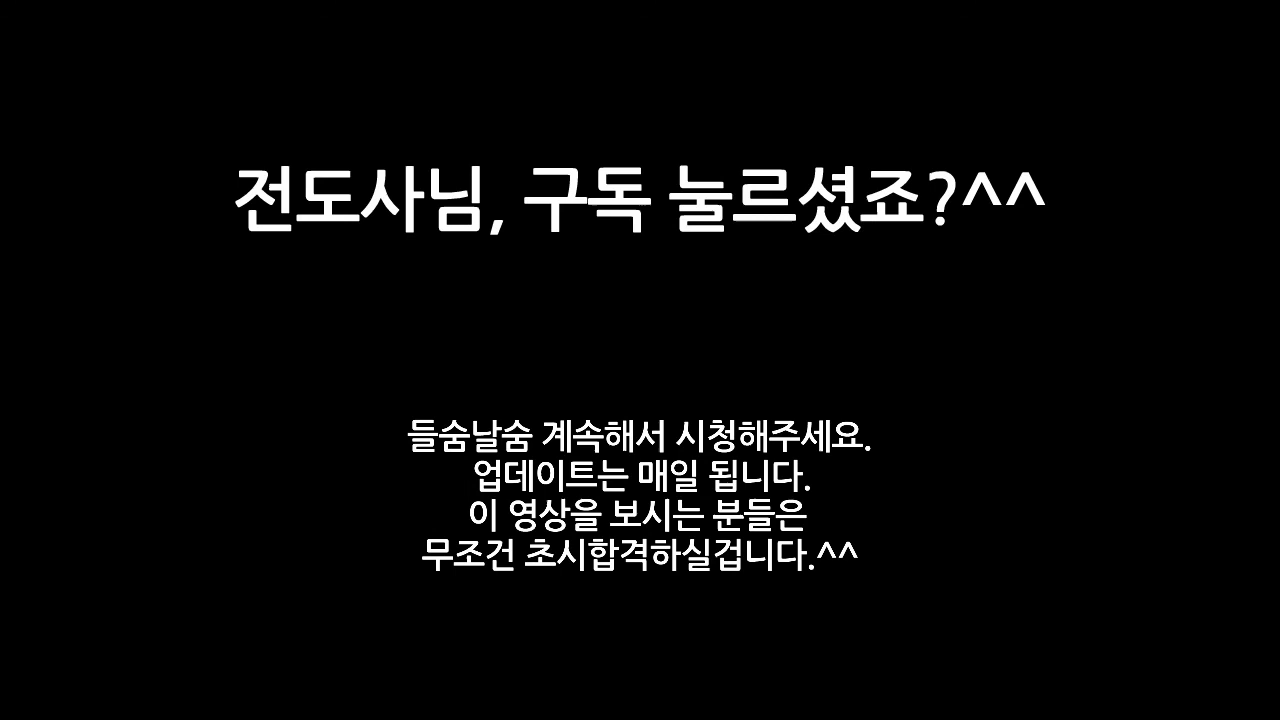 전도사님, 구독 눌르셨죠?^^
들숨날숨 계속해서 시청해주세요.
업데이트는 매일 됩니다.
이 영상을 보시는 분들은
무조건 초시합격하실겁니다.^^